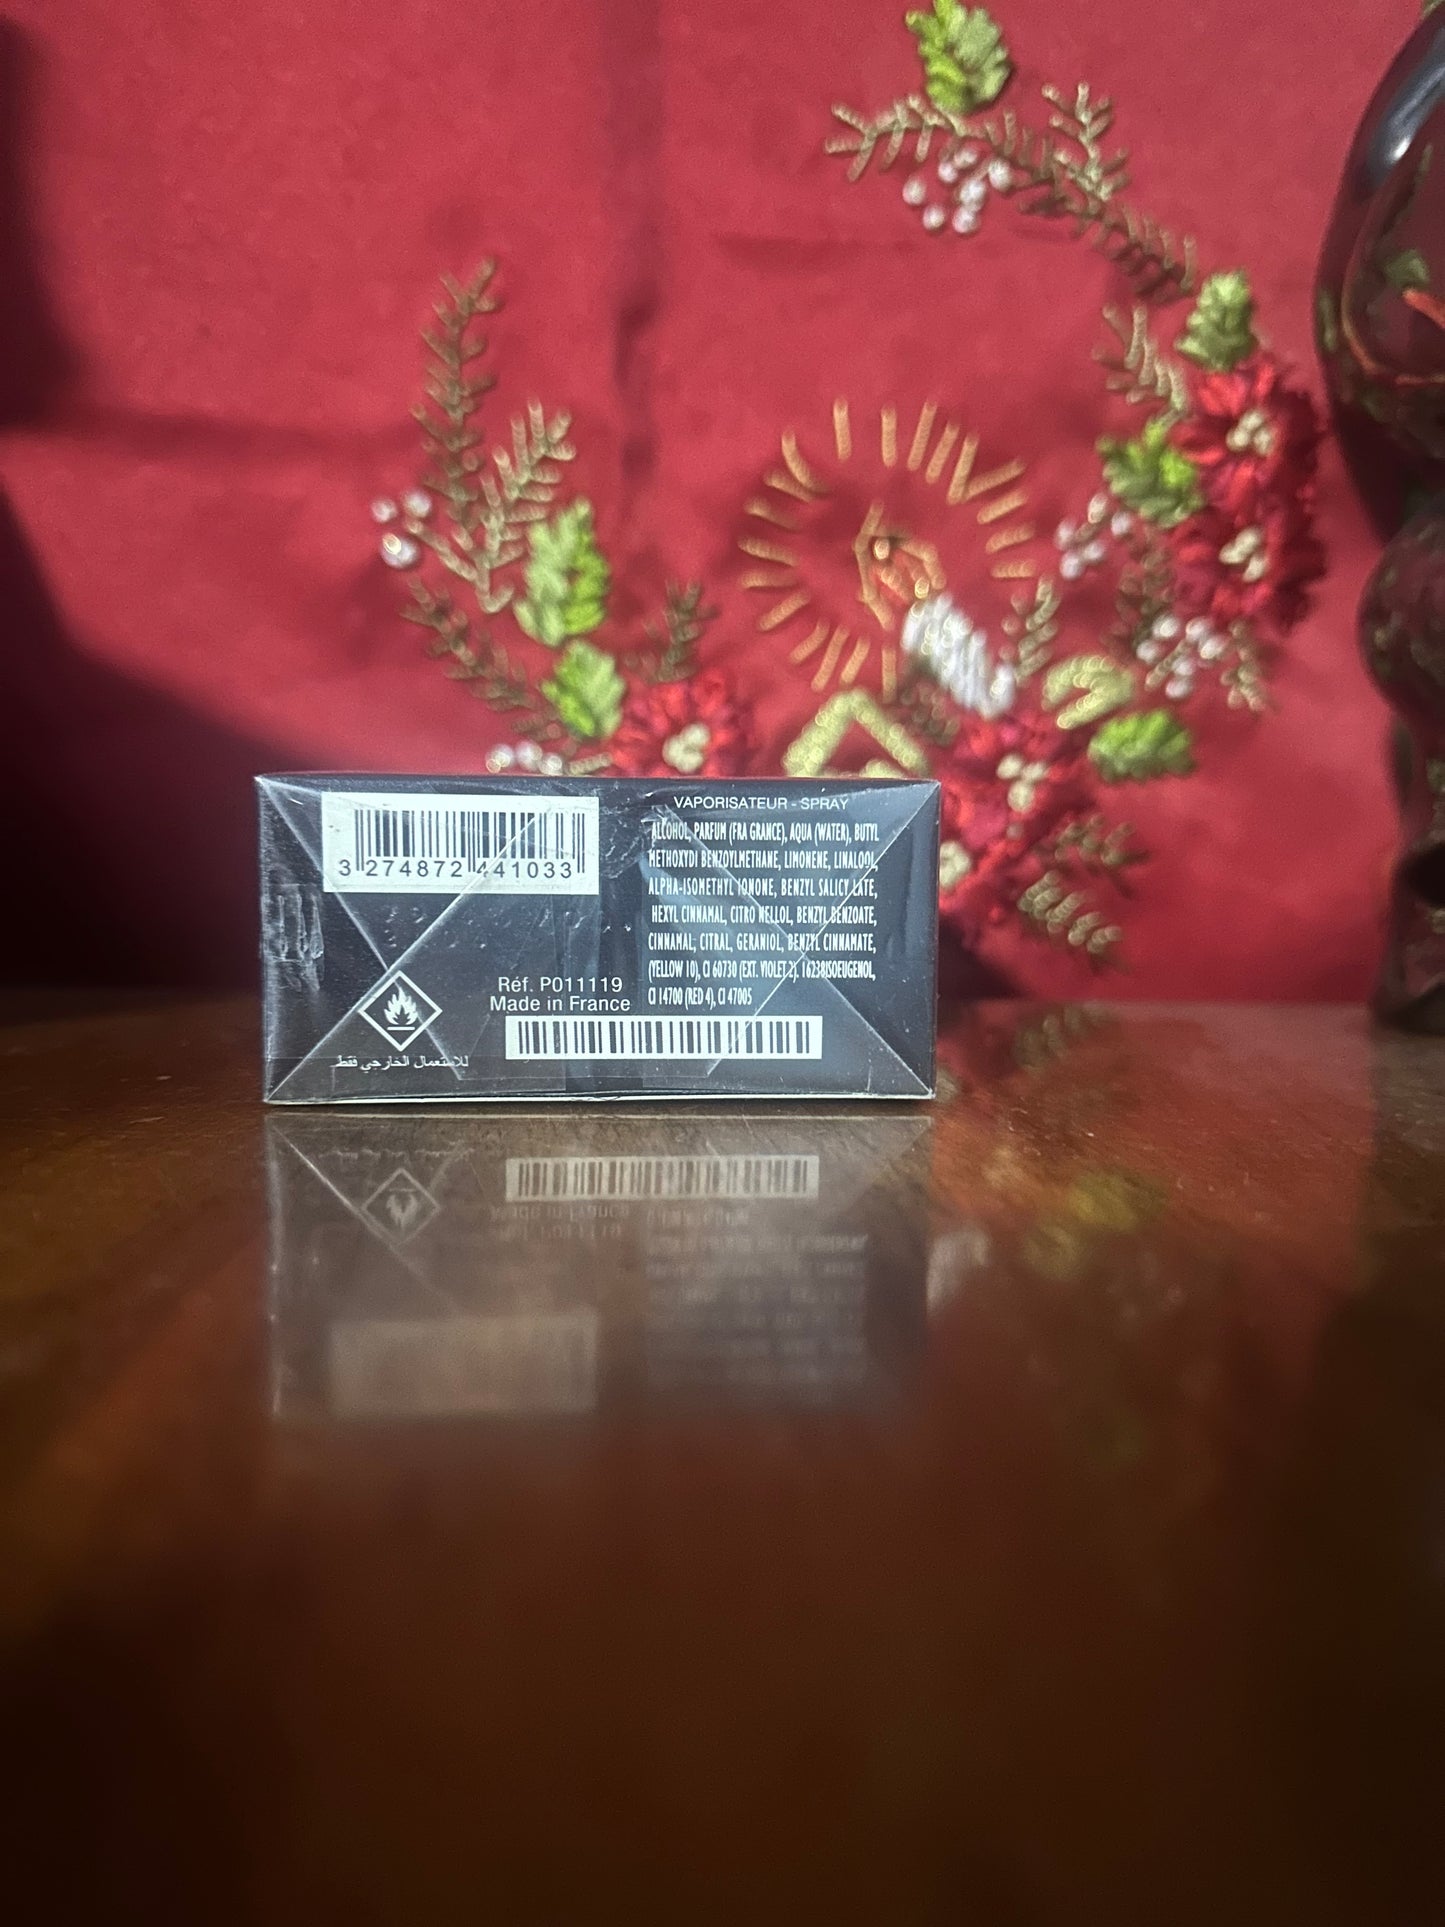 3 274872 441033
VAPORISATEUR - SPRAY
ALCOHOL, PARFUM (FRA GRANCE), AQUA (WATER), BUTYL
METHOXYDI BENZOYLMETHANE, LIMONENE, LINALOOL,
ALPHA-ISOMETHYL IONONE, BENZYL SALICY LATE,
HEXYL CINNAMAL, CITRO NELLOL, BENZYL BENZOATE,
CINNAMAL, CITRAL, GERANIOL, BENZYL CINNAMATE,
(YELLOW 10), CI 60730 (EXT. VIOLET 2), 16238ISOEUGENOL,
CI 14700 (RED 4), CI 47005
Réf. P011119
Made in France
للاستعمال الخارجي فقط